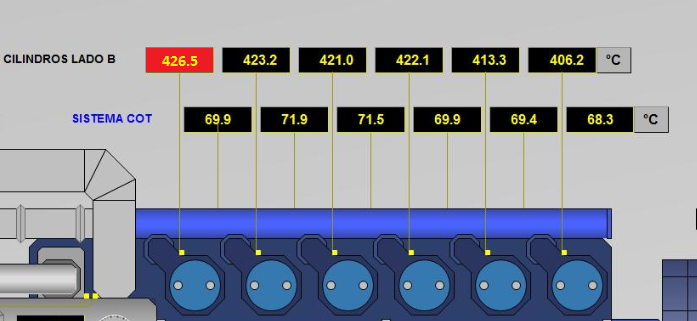 CILINDROS LADO B 426.5 423.2 421.0 422.1 413.3 406.2 °C
SISTEMA COT 69.9 71.9 71.5 69.9 69.4 68.3 °C